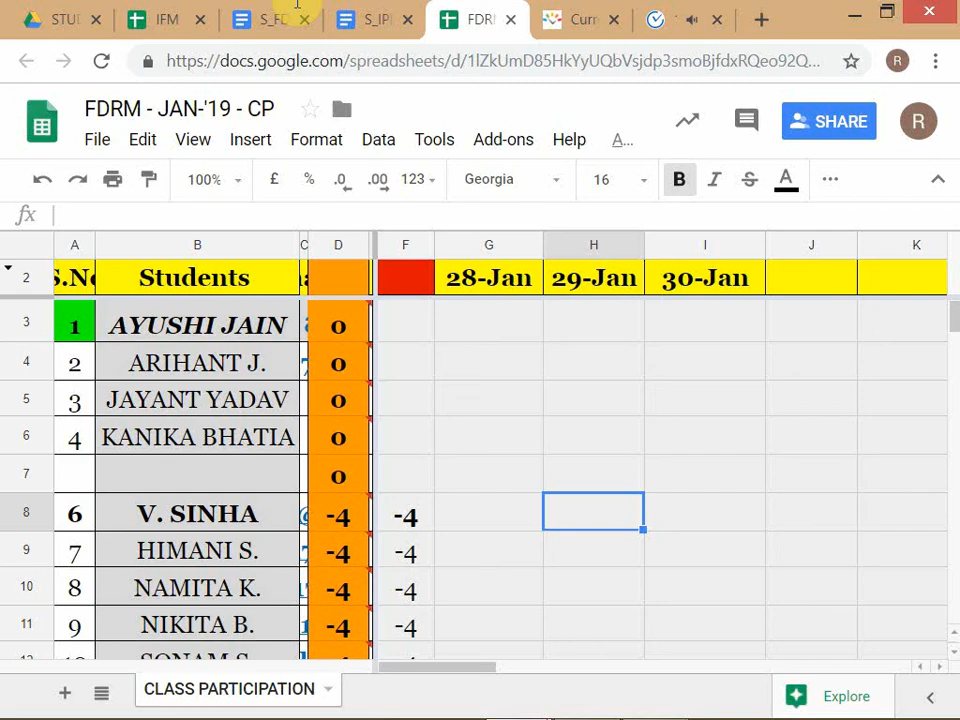 STU
IFM
S_FD
S_IPI
FDRM
Curr
https://docs.google.com/spreadsheets/d/1lZkUmD85HkYyUQbVsjdp3smoBjfdxRQeo92Q...
R
FDRM - JAN-'19 - CP
SHARE
R
File Edit View Insert Format Data Tools Add-ons Help A...
100% £ % .0 .00 123 Georgia 16 B I S A
fx
A B C D F G H I J K
2 S.No Students 28-Jan 29-Jan 30-Jan
3 1 AYUSHI JAIN 0
4 2 ARIHANT J. 0
5 3 JAYANT YADAV 0
6 4 KANIKA BHATIA 0
7 0
8 6 V. SINHA -4 -4
9 7 HIMANI S. -4 -4
10 8 NAMITA K. -4 -4
11 9 NIKITA B. -4 -4
CLASS PARTICIPATION
Explore